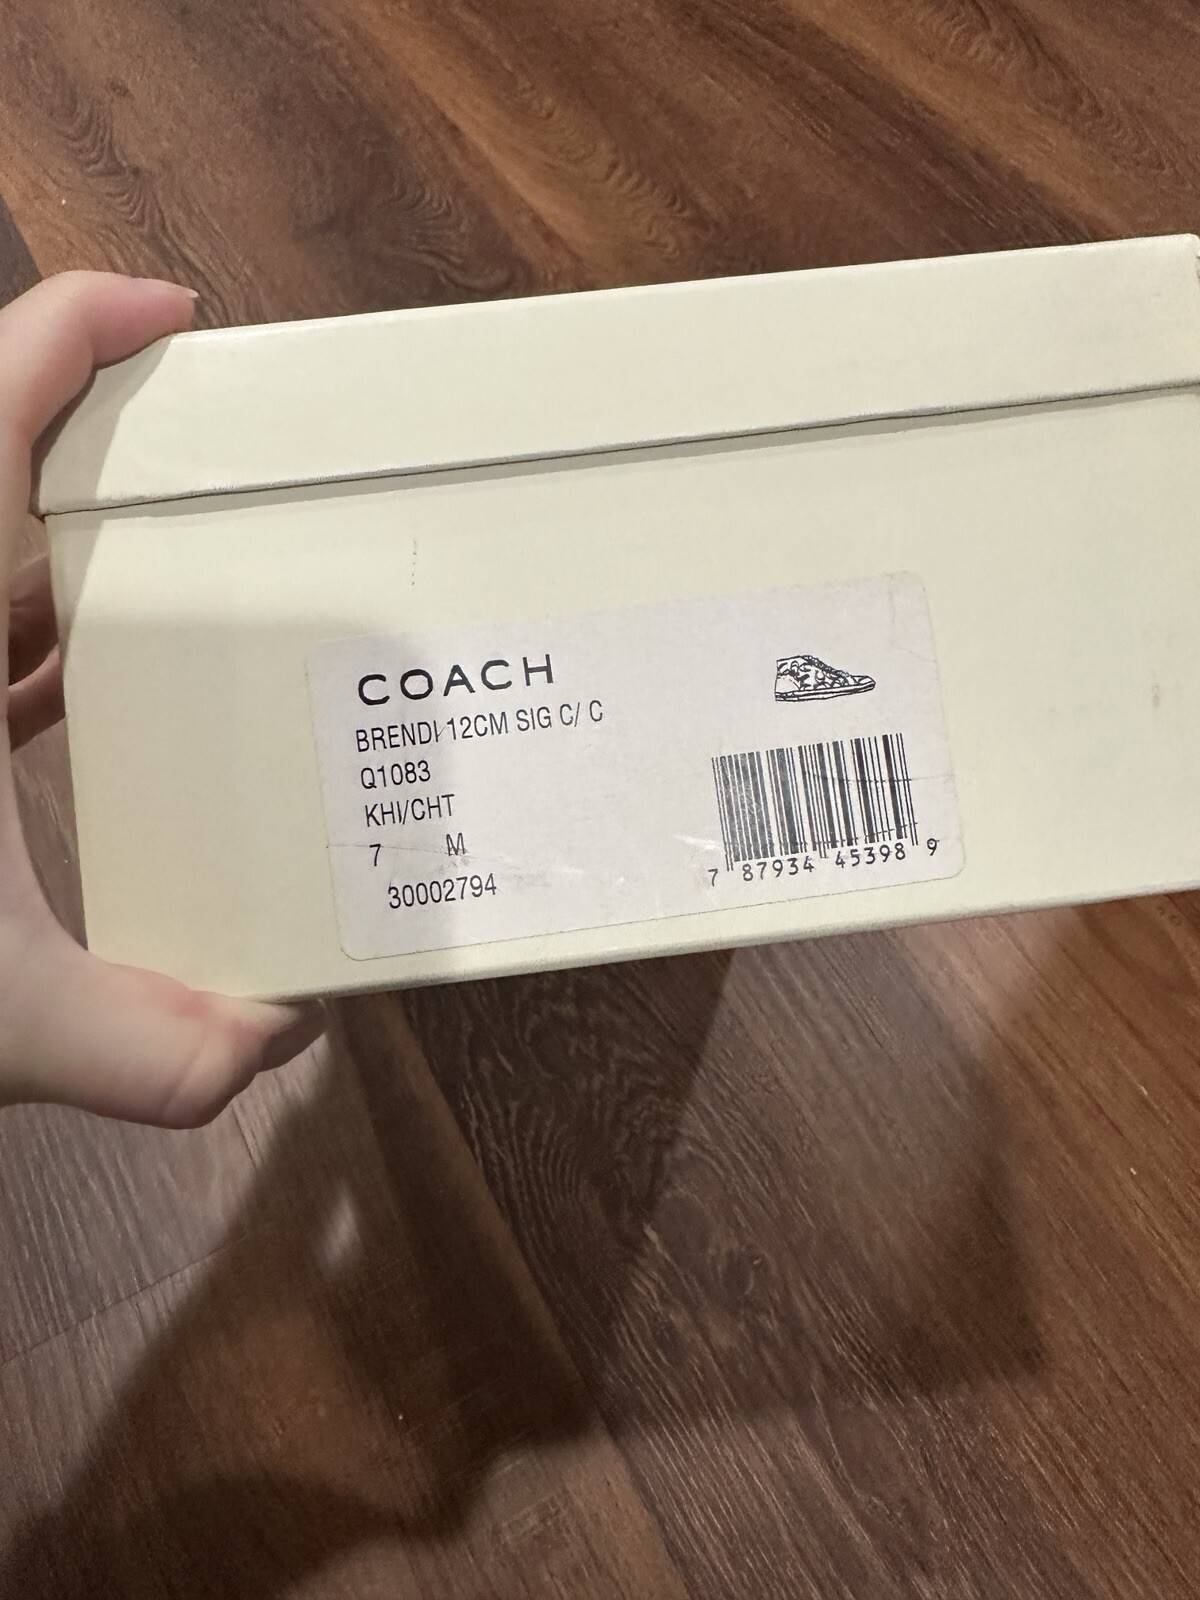 COACH
BRENDI 12CM SIG C/ C
Q1083
KHI/CHT
7 M
30002794
7 87934 45398 9